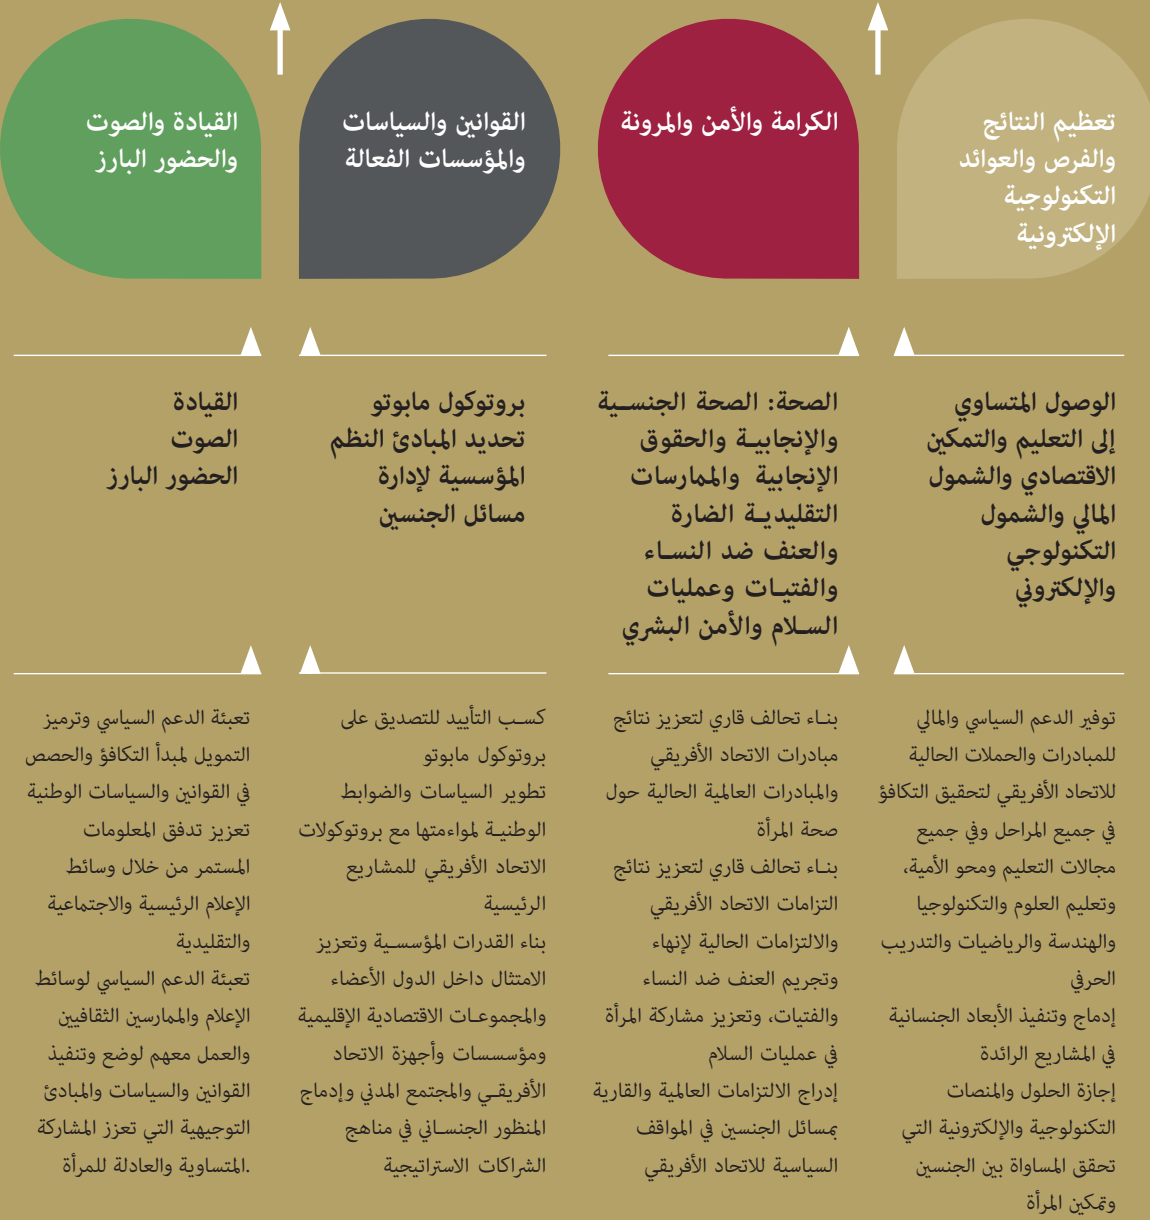 تعظيم النتائج
والفرص والعوائد
التكنولوجية
الإلكترونية
الكرامة والأمن والمرونة
القوانين والسياسات
والمؤسسات الفعالة
القيادة والصوت
والحضور البارز
الوصول المتساوي
إلى التعليم والتمكين
الاقتصادي والشمول
المالي والشمول
التكنولوجي
والإلكتروني
الصحة: الصحة الجنسية
والإنجابية والحقوق
الإنجابية والممارسات
التقليدية الضارة
والعنف ضد النساء
والفتيات وعمليات
السلام والأمن البشري
بروتوكول مابوتو
تحديد المبادئ النظم
المؤسسية لإدارة
مسائل الجنسين
القيادة
الصوت
الحضور البارز
توفير الدعم السياسي والمالي
للمبادرات والحملات الحالية
للاتحاد الأفريقي لتحقيق التكافؤ
في جميع المراحل وفي جميع
مجالات التعليم ومحو الأمية،
وتعليم العلوم والتكنولوجيا
والهندسة والرياضيات والتدريب
الحرفي
إدماج وتنفيذ الأبعاد الجنسانية
في المشاريع الرائدة
إجازة الحلول والمنصات
التكنولوجية والإلكترونية التي
تحقق المساواة بين الجنسين
وتمكين المرأة
بناء تحالف قاري لتعزيز نتائج
مبادرات الاتحاد الأفريقي
والمبادرات العالمية الحالية حول
صحة المرأة
بناء تحالف قاري لتعزيز نتائج
التزامات الاتحاد الأفريقي
والالتزامات الحالية لإنهاء
وتجريم العنف ضد النساء
والفتيات، وتعزيز مشاركة المرأة
في عمليات السلام
إدراج الالتزامات العالمية والقارية
بمسائل الجنسين في المواقف
السياسية للاتحاد الأفريقي
كسب التأييد للتصديق على
بروتوكول مابوتو
تطوير السياسات والضوابط
الوطنية لمواءمتها مع بروتوكولات
الاتحاد الأفريقي للمشاريع
الرئيسية
بناء القدرات المؤسسية وتعزيز
الامتثال داخل الدول الأعضاء
والمجموعات الاقتصادية الإقليمية
ومؤسسسات وأجهزة الاتحاد
الأفريقي والمجتمع المدني وإدماج
المنظور الجنساني في مناهج
الشراكات الاستراتيجية
تعبئة الدعم السياسي وترميز
التمويل لمبدأ التكافؤ والحصص
في القوانين والسياسات الوطنية
تعزيز تدفق المعلومات
المستمر من خلال وسائط
الإعلام الرئيسية والاجتماعية
والتقليدية
تعبئة الدعم السياسي لوسائط
الإعلام والممارسين الثقافيين
والعمل معهم لوضع وتنفيذ
القوانين والسياسات والمبادئ
التوجيهية التي تعزز المشاركة
.المتساوية والعادلة للمرأة